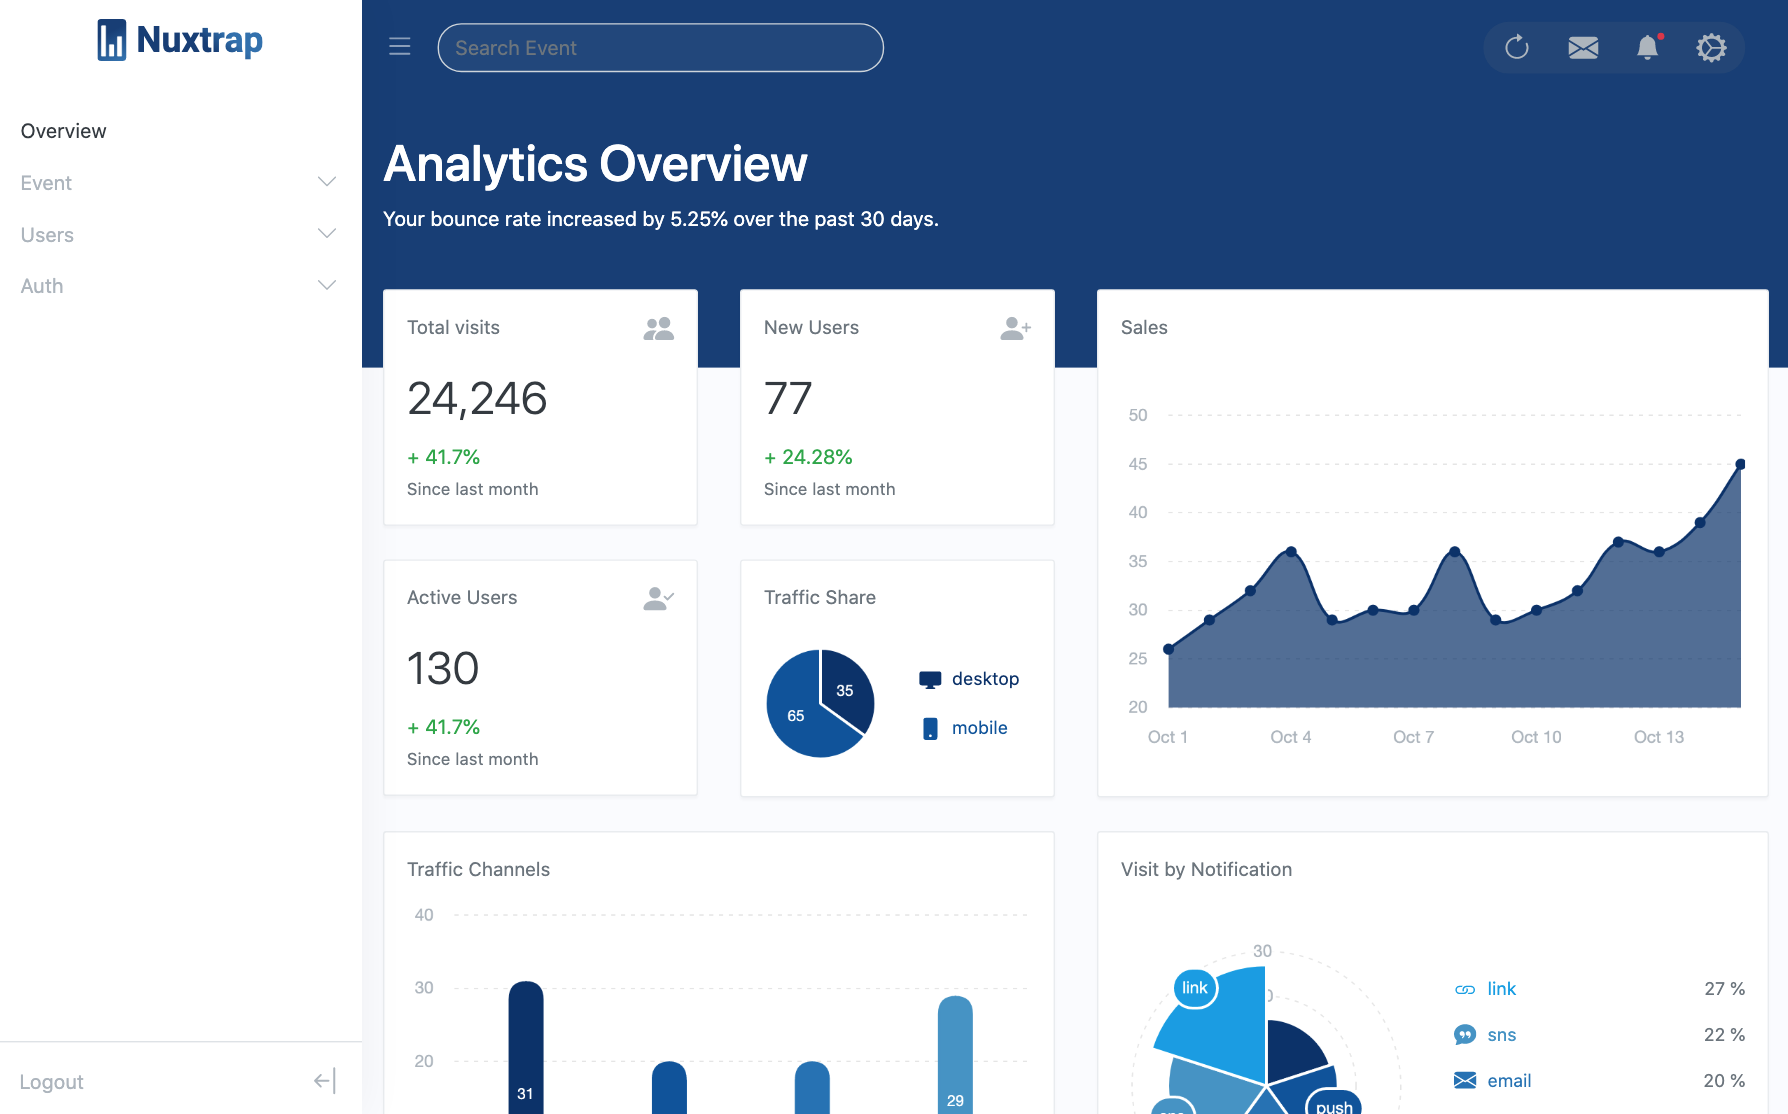 Nuxtrap
Search Event
Overview
Event
Users
Auth
Logout
Analytics Overview
Your bounce rate increased by 5.25% over the past 30 days.
Total visits
24,246
+ 41.7%
Since last month
New Users
77
+ 24.28%
Since last month
Sales
50
45
40
35
30
25
20
Oct 1 Oct 4 Oct 7 Oct 10 Oct 13
Active Users
130
+ 41.7%
Since last month
Traffic Share
35
65
desktop
mobile
Traffic Channels
40
30
20
31
29
Visit by Notification
30
link
push
link 27 %
sns 22 %
email 20 %